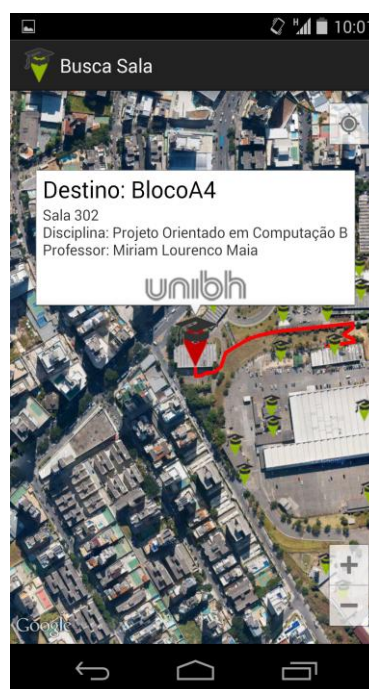 H 10:01
Busca Sala
Destino: BlocoA4
Sala 302
Disciplina: Projeto Orientado em Computação B
Professor: Miriam Lourenco Maia
unibh
+
−
Google